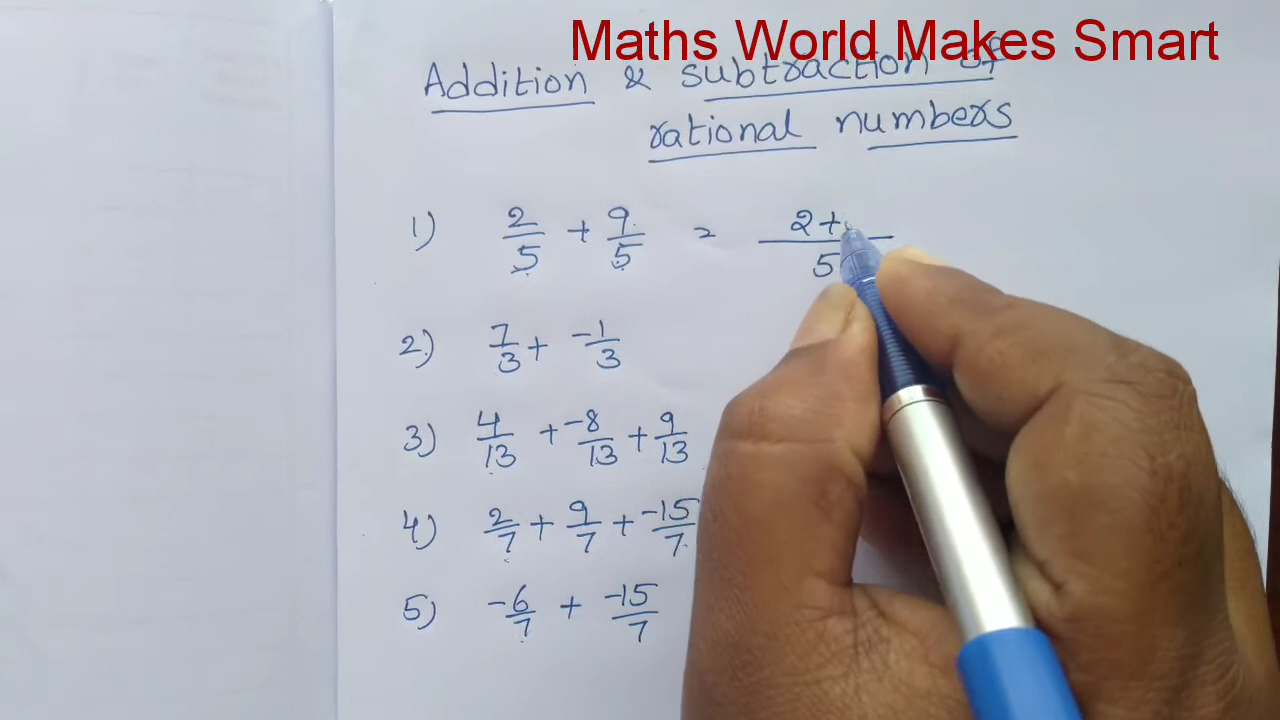 Maths World Makes Smart
Addition & subtraction of
rational numbers
1) 2/5 + 9/5 = 2+/5
2) 7/3 + -1/3
3) 4/13 + -8/13 + 9/13
4) 2/7 + 9/7 + -15/7
5) -6/7 + -15/7